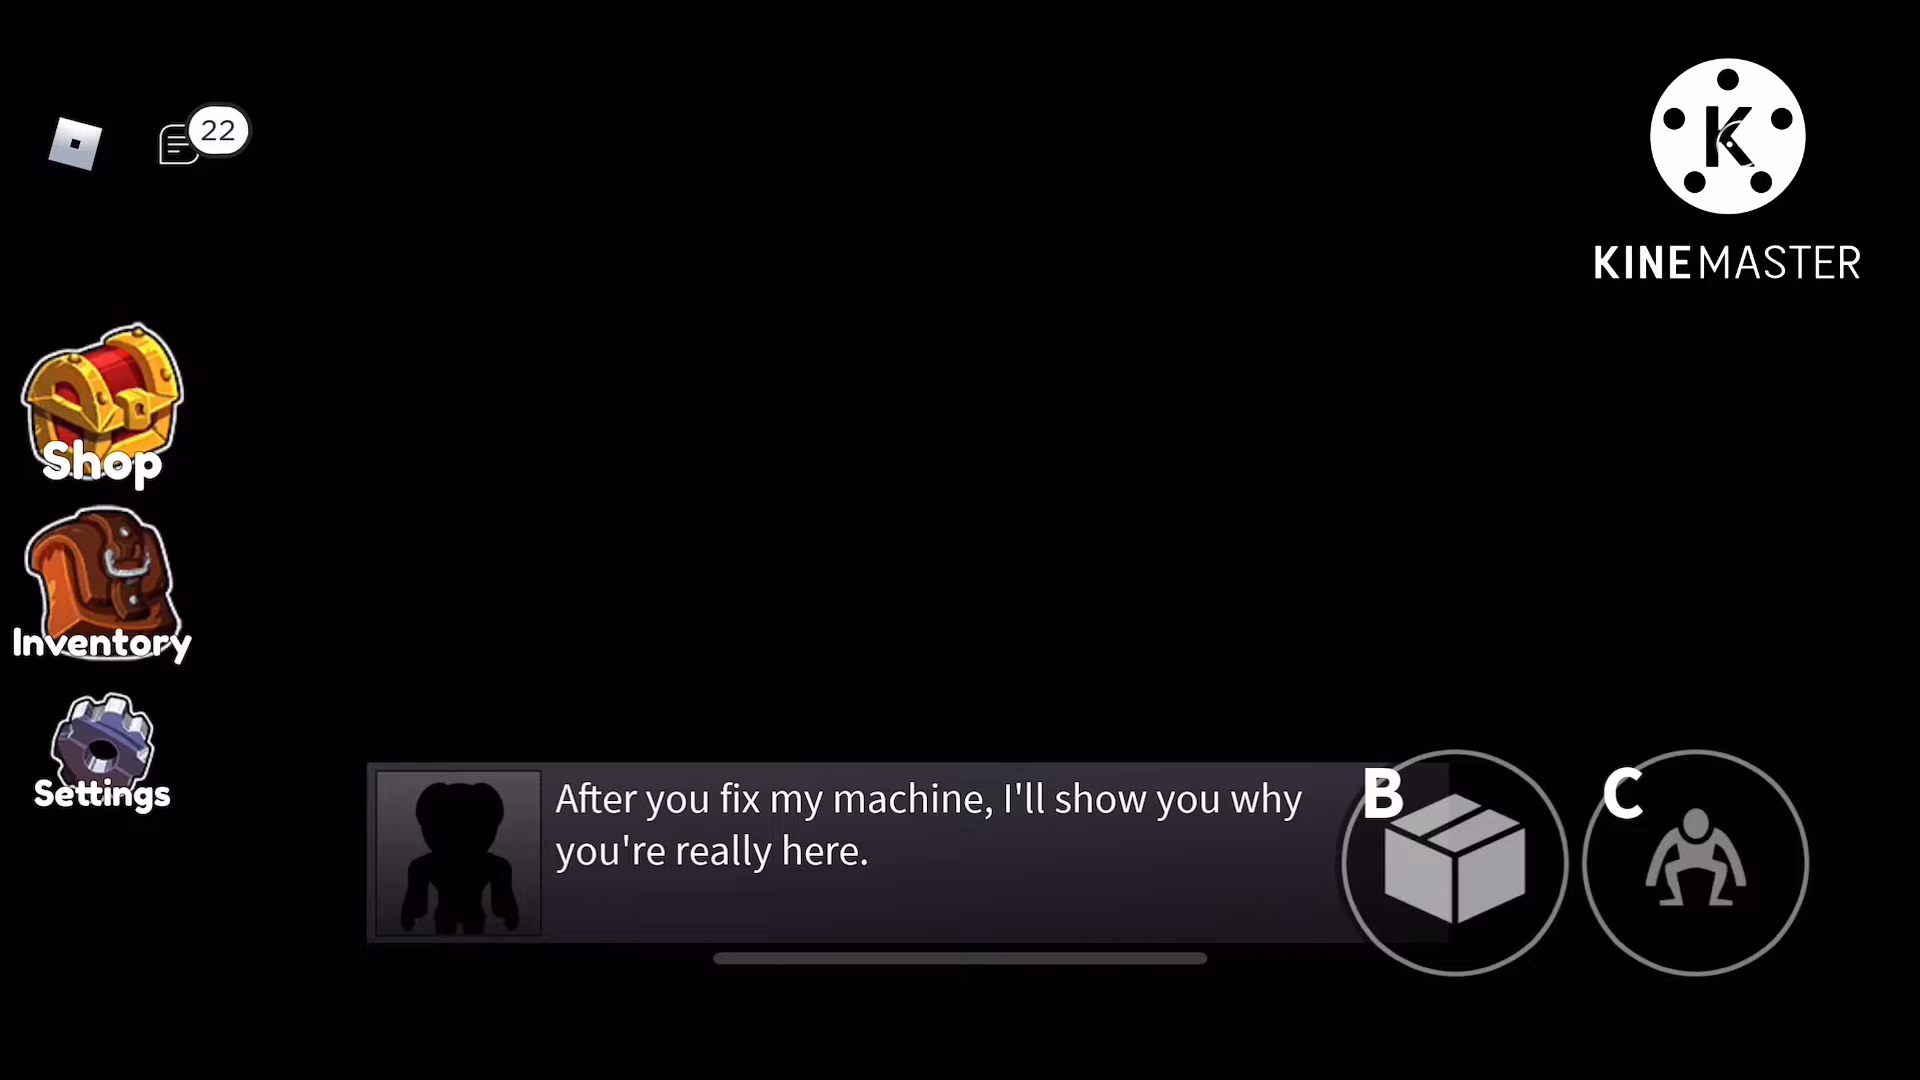 22
K
KINEMASTER
Shop
Inventory
Settings
After you fix my machine, I'll show you why
you're really here.
B
C